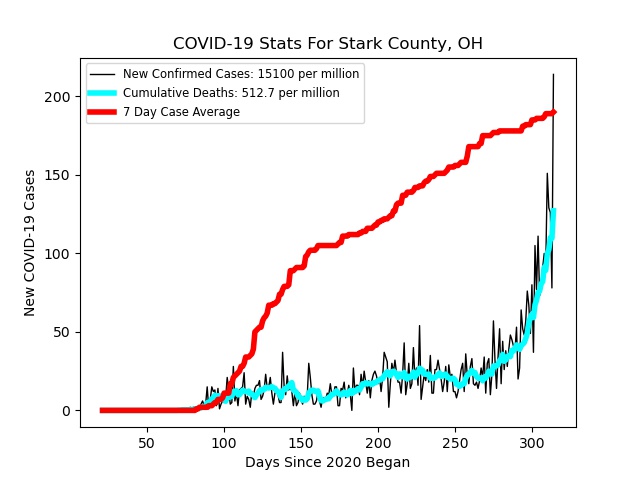 COVID-19 Stats For Stark County, OH
New Confirmed Cases: 15100 per million
Cumulative Deaths: 512.7 per million
7 Day Case Average
New COVID-19 Cases
200
150
100
50
0
50
100
150
200
250
300
Days Since 2020 Began